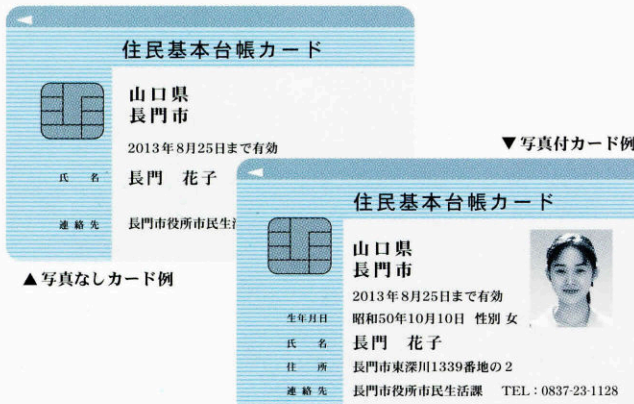 住民基本台帳カード
山口県
長門市
2013年8月25日まで有効
氏名 長門 花子
連絡先 長門市役所市民生
▲写真なしカード例
▼写真付カード例
住民基本台帳カード
山口県
長門市
2013年8月25日まで有効
生年月日 昭和50年10月10日 性別 女
氏名 長門 花子
住所 長門市東深川1339番地の2
連絡先 長門市役所市民生活課 TEL：0837-23-1128